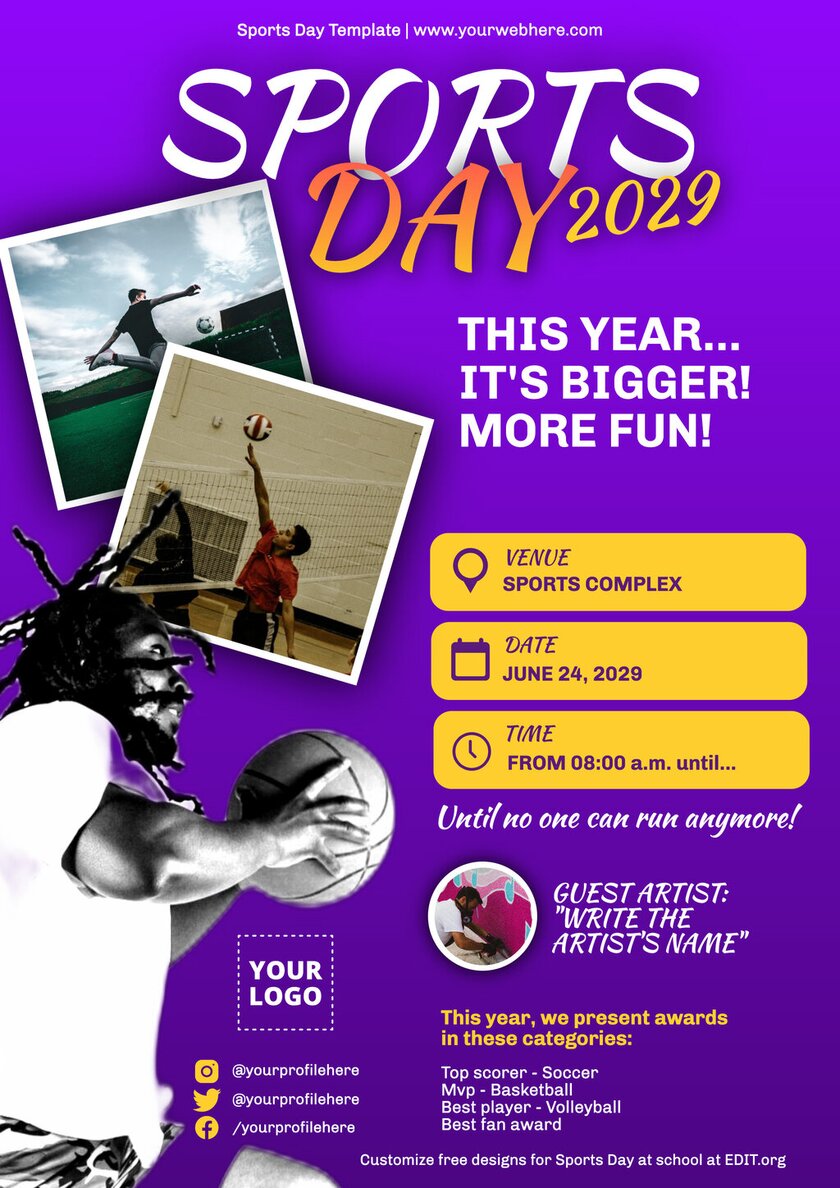 Sports Day Template | www.yourwebhere.com
SPORTS
DAY 2029
THIS YEAR...
IT'S BIGGER!
MORE FUN!
VENUE
SPORTS COMPLEX
DATE
JUNE 24, 2029
TIME
FROM 08:00 a.m. until...
Until no one can run anymore!
GUEST ARTIST:
"WRITE THE
ARTIST'S NAME"
YOUR
LOGO
@yourprofilehere
@yourprofilehere
/yourprofilehere
This year, we present awards
in these categories:
Top scorer - Soccer
Mvp - Basketball
Best player - Volleyball
Best fan award
Customize free designs for Sports Day at school at EDIT.org